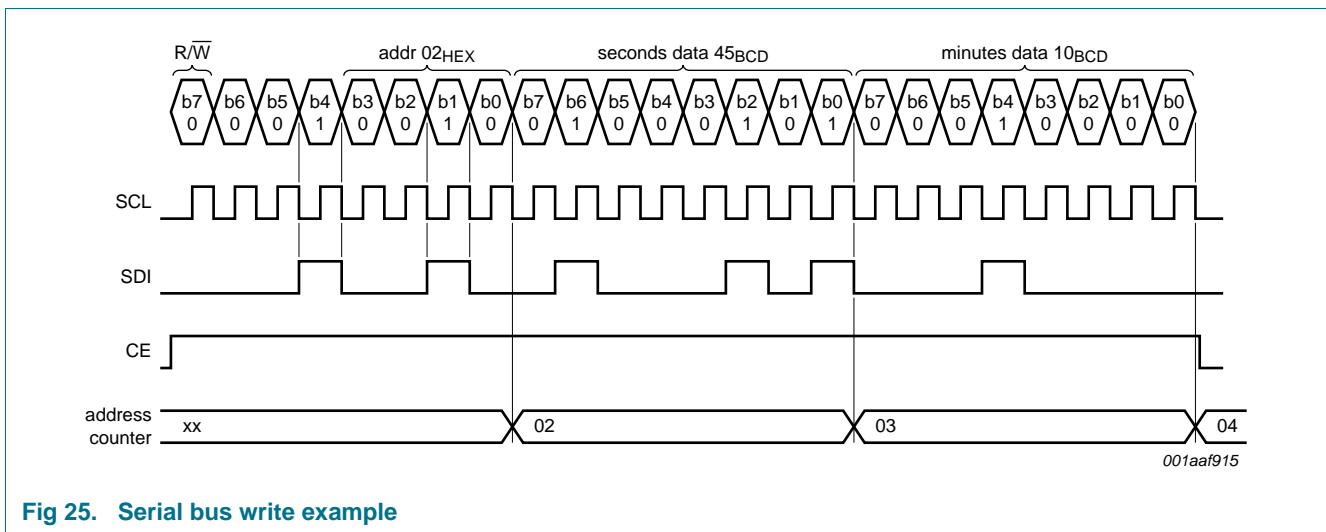 R/W addr 02HEX seconds data 45BCD minutes data 10BCD
b7 b6 b5 b4 b3 b2 b1 b0 b7 b6 b5 b4 b3 b2 b1 b0 b7 b6 b5 b4 b3 b2 b1 b0
0 0 0 1 0 0 1 0 0 1 0 0 0 1 0 1 0 0 0 1 0 0 0 0
SCL
SDI
CE
address
counter
xx 02 03 04
001aaf915
Fig 25. Serial bus write example